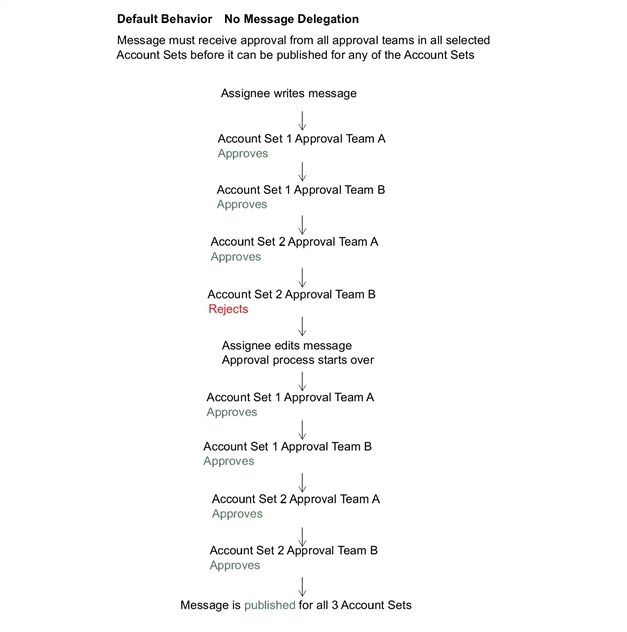 Default Behavior No Message Delegation
Message must receive approval from all approval teams in all selected
Account Sets before it can be published for any of the Account Sets
Assignee writes message
Account Set 1 Approval Team A
Approves
Account Set 1 Approval Team B
Approves
Account Set 2 Approval Team A
Approves
Account Set 2 Approval Team B
Rejects
Assignee edits message
Approval process starts over
Account Set 1 Approval Team A
Approves
Account Set 1 Approval Team B
Approves
Account Set 2 Approval Team A
Approves
Account Set 2 Approval Team B
Approves
Message is published for all 3 Account Sets